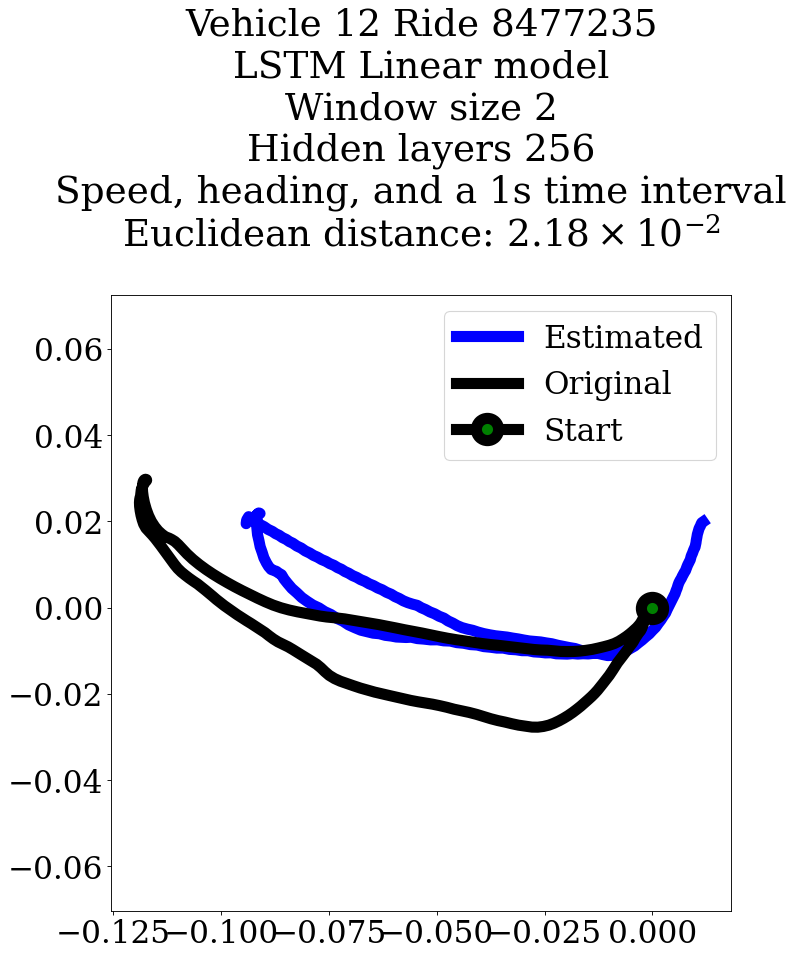 Vehicle 12 Ride 8477235
LSTM Linear model
Window size 2
Hidden layers 256
Speed, heading, and a 1s time interval
Euclidean distance: 2.18 × 10⁻²
Estimated
Original
Start
0.06
0.04
0.02
0.00
−0.02
−0.04
−0.06
−0.125 −0.100 −0.075 −0.050 −0.025 0.000